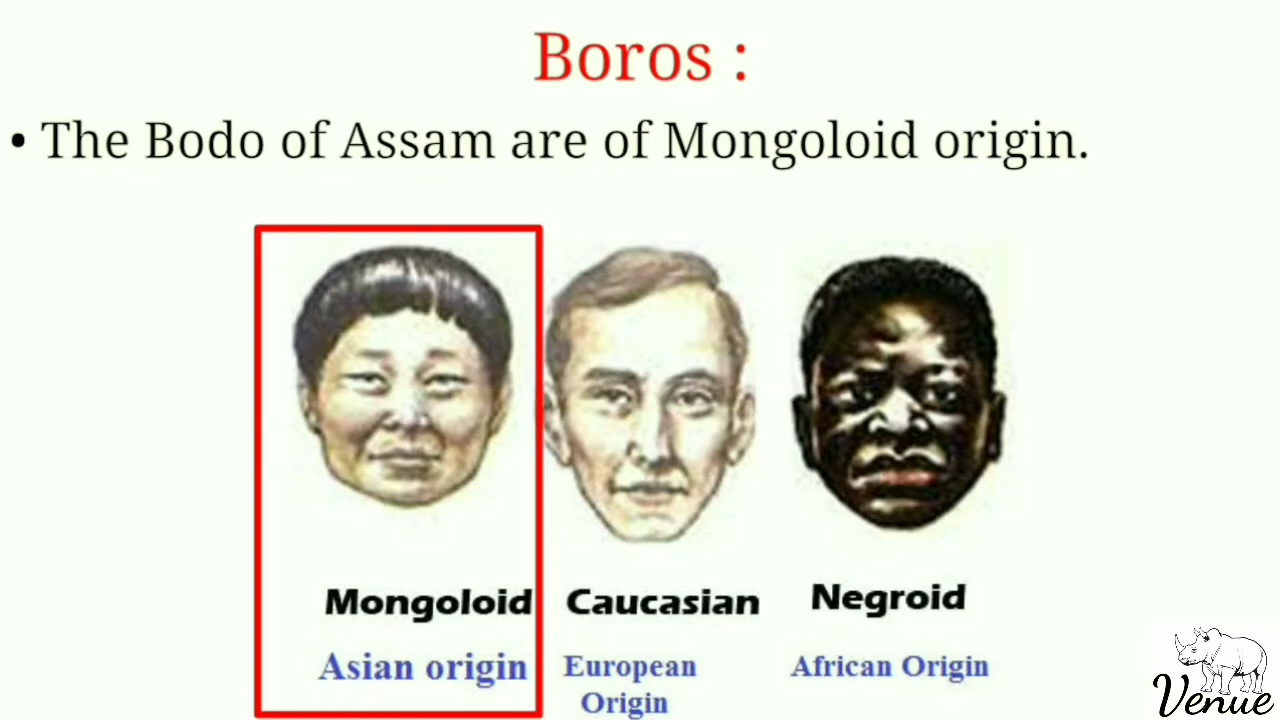 Boros :
• The Bodo of Assam are of Mongoloid origin.
Mongoloid Caucasian Negroid
Asian origin European Origin African Origin
Venue